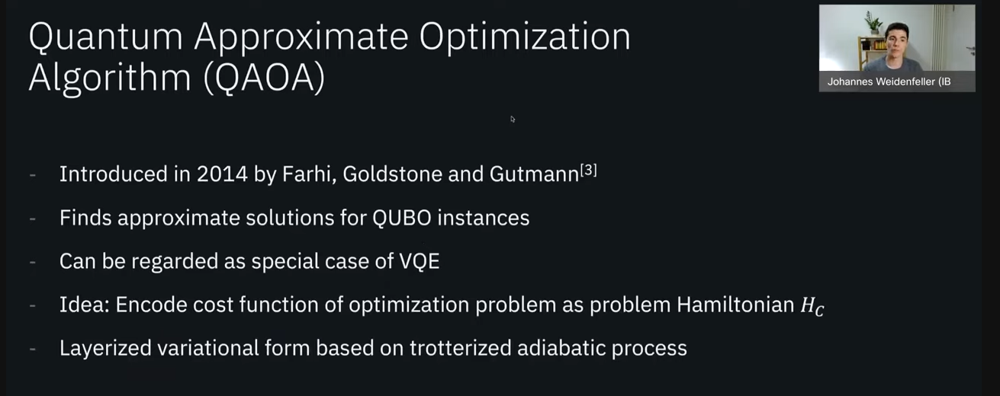 Quantum Approximate Optimization
Algorithm (QAOA)
Johannes Weidenfeller (IB
- Introduced in 2014 by Farhi, Goldstone and Gutmann[3]
- Finds approximate solutions for QUBO instances
- Can be regarded as special case of VQE
- Idea: Encode cost function of optimization problem as problem Hamiltonian H_C
- Layerized variational form based on trotterized adiabatic process